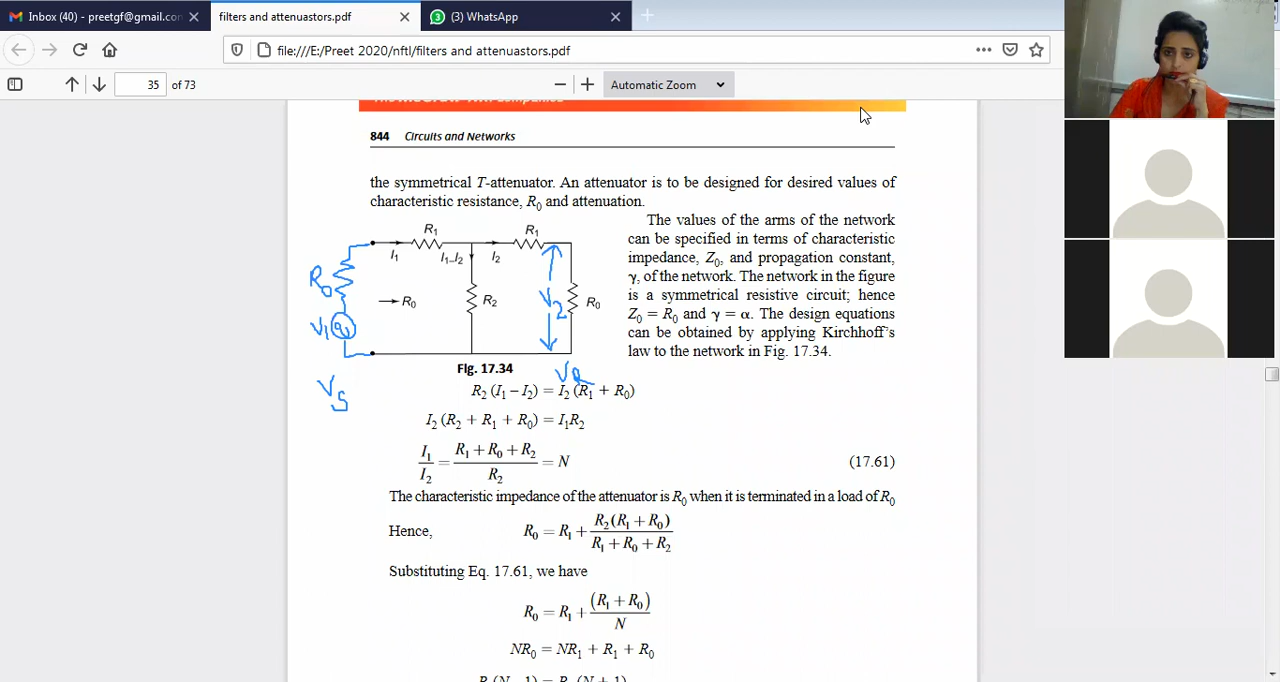 Inbox (40) - preetgf@gmail.con
filters and attenuastors.pdf
(3) WhatsApp
file:///E:/Preet 2020/nftl/filters and attenuastors.pdf
35 of 73
Automatic Zoom
844 Circuits and Networks
the symmetrical T-attenuator. An attenuator is to be designed for desired values of
characteristic resistance, R₀ and attenuation.
The values of the arms of the network
can be specified in terms of characteristic
impedance, Z₀, and propagation constant,
γ, of the network. The network in the figure
is a symmetrical resistive circuit; hence
Z₀ = R₀ and γ = α. The design equations
can be obtained by applying Kirchhoff's
law to the network in Fig. 17.34.
R₁ R₁
I₁ I₁–I₂ I₂
R₀ R₀ R₂ V₂ R₀
V₁
Fig. 17.34
Vs
R₂ (I₁ – I₂) = I₂ (R₁ + R₀)
I₂ (R₂ + R₁ + R₀) = I₁R₂
I₁/I₂ = (R₁ + R₀ + R₂)/R₂ = N (17.61)
The characteristic impedance of the attenuator is R₀ when it is terminated in a load of R₀
Hence, R₀ = R₁ + R₂(R₁ + R₀)/(R₁ + R₀ + R₂)
Substituting Eq. 17.61, we have
R₀ = R₁ + (R₁ + R₀)/N
NR₀ = NR₁ + R₁ + R₀